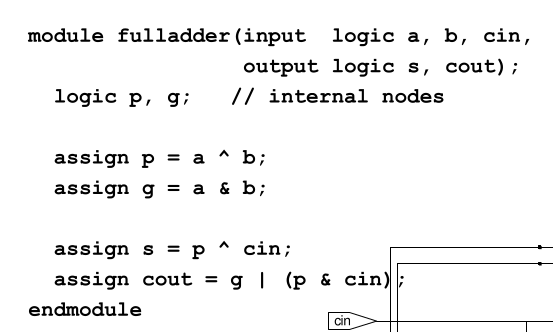 module fulladder(input  logic a, b, cin,
                 output logic s, cout);
  logic p, g;   // internal nodes

  assign p = a ^ b;
  assign g = a & b;

  assign s = p ^ cin;
  assign cout = g | (p & cin);
endmodule
cin